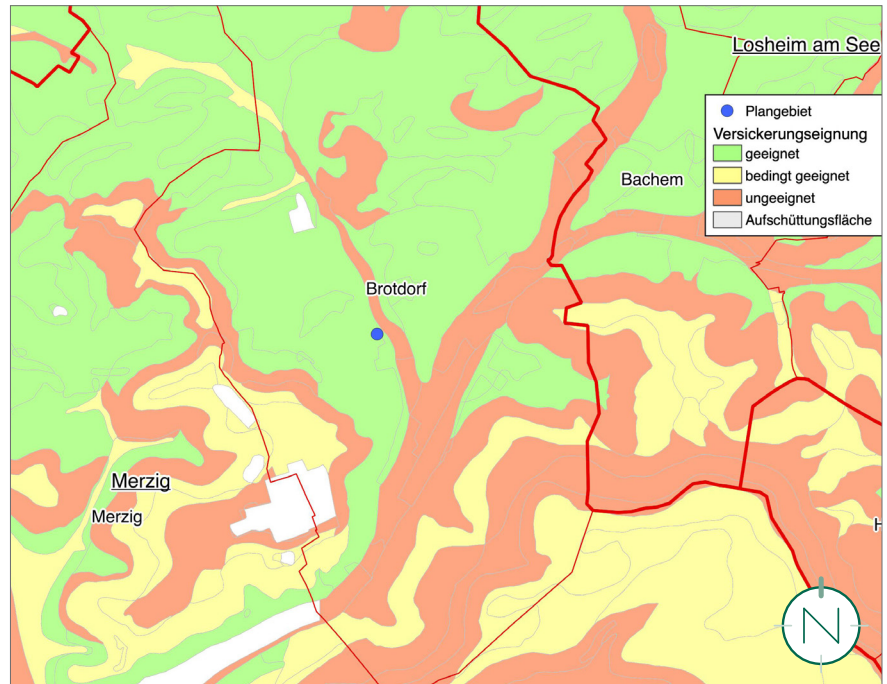 Losheim am See
Plangebiet
Versickerungseignung
geeignet
bedingt geeignet
ungeeignet
Aufschüttungsfläche
Bachem
Brotdorf
Merzig
Merzig
H
N